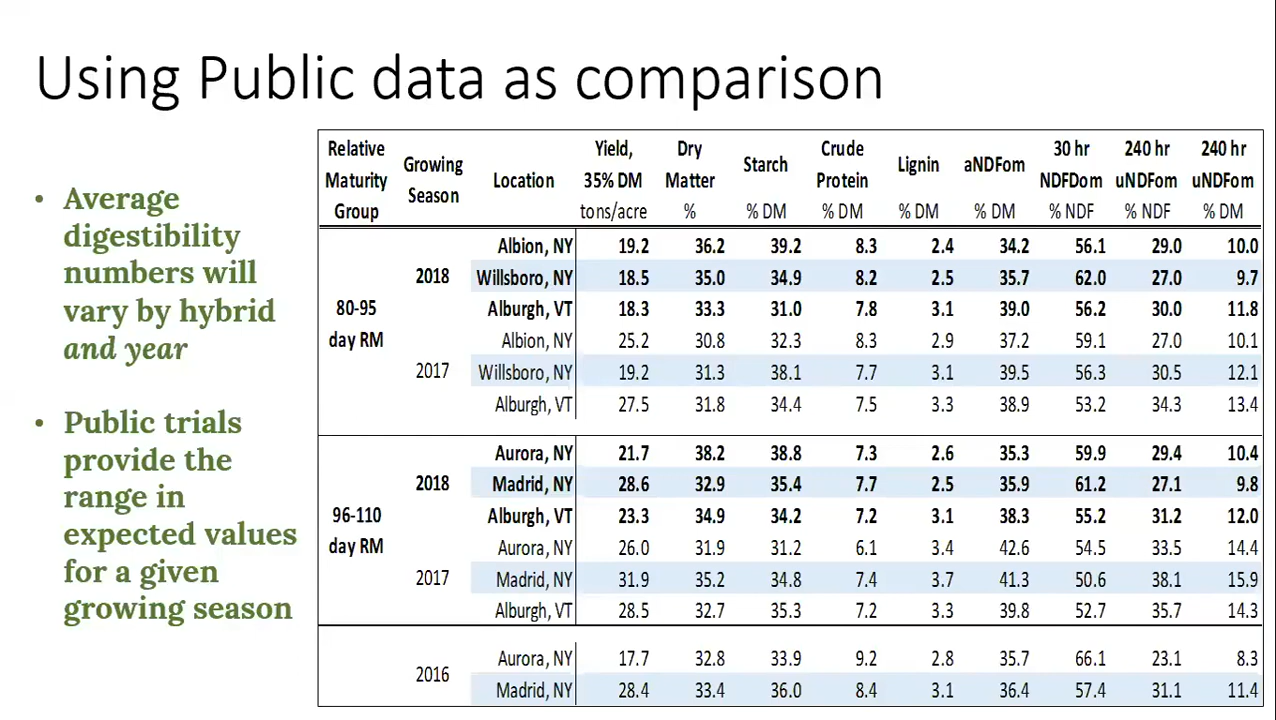 Using Public data as comparison
• Average
digestibility
numbers will
vary by hybrid
and year
• Public trials
provide the
range in
expected values
for a given
growing season
Relative Maturity Group Growing Season Location Yield, 35% DM tons/acre Dry Matter % Starch % DM Crude Protein % DM Lignin % DM aNDFom % DM 30 hr NDFDom % NDF 240 hr uNDFom % NDF 240 hr uNDFom % DM
80-95 day RM
2018
Albion, NY 19.2 36.2 39.2 8.3 2.4 34.2 56.1 29.0 10.0
Willsboro, NY 18.5 35.0 34.9 8.2 2.5 35.7 62.0 27.0 9.7
Alburgh, VT 18.3 33.3 31.0 7.8 3.1 39.0 56.2 30.0 11.8
2017
Albion, NY 25.2 30.8 32.3 8.3 2.9 37.2 59.1 27.0 10.1
Willsboro, NY 19.2 31.3 38.1 7.7 3.1 39.5 56.3 30.5 12.1
Alburgh, VT 27.5 31.8 34.4 7.5 3.3 38.9 53.2 34.3 13.4
96-110 day RM
2018
Aurora, NY 21.7 38.2 38.8 7.3 2.6 35.3 59.9 29.4 10.4
Madrid, NY 28.6 32.9 35.4 7.7 2.5 35.9 61.2 27.1 9.8
Alburgh, VT 23.3 34.9 34.2 7.2 3.1 38.3 55.2 31.2 12.0
2017
Aurora, NY 26.0 31.9 31.2 6.1 3.4 42.6 54.5 33.5 14.4
Madrid, NY 31.9 35.2 34.8 7.4 3.7 41.3 50.6 38.1 15.9
Alburgh, VT 28.5 32.7 35.3 7.2 3.3 39.8 52.7 35.7 14.3
2016
Aurora, NY 17.7 32.8 33.9 9.2 2.8 35.7 66.1 23.1 8.3
Madrid, NY 28.4 33.4 36.0 8.4 3.1 36.4 57.4 31.1 11.4